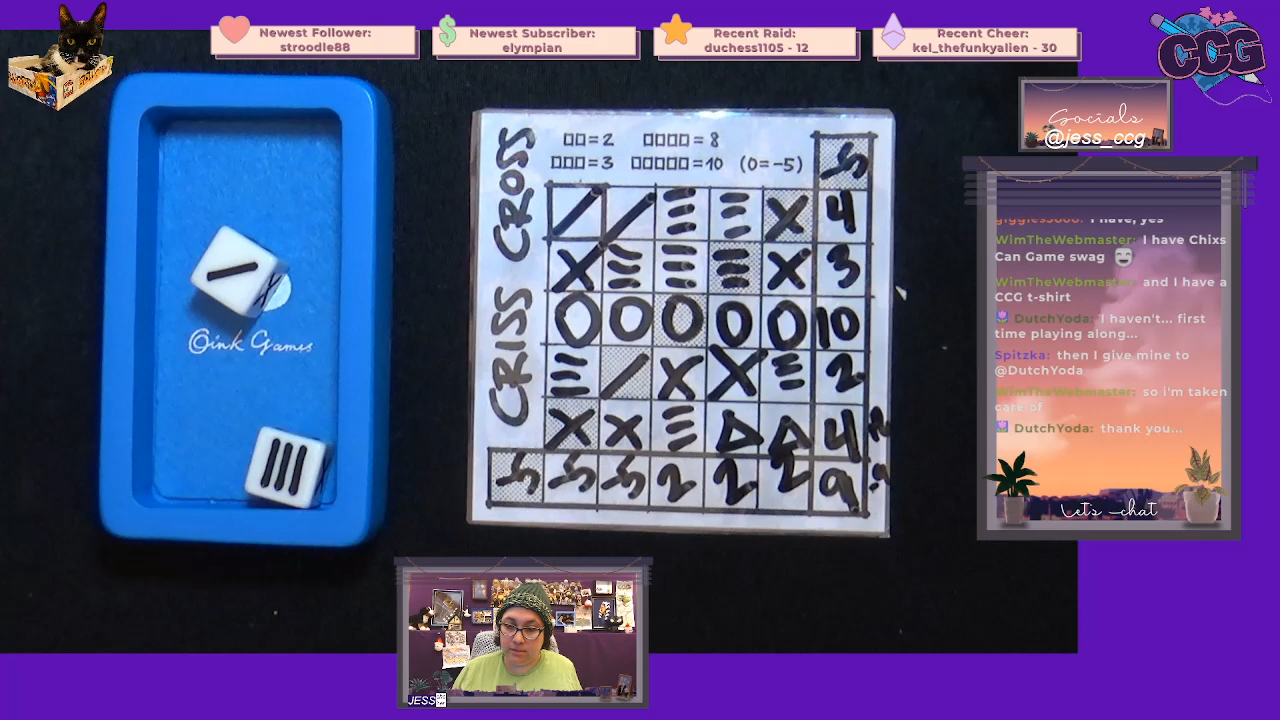 Newest Follower:
stroodle88
Newest Subscriber:
elympian
Recent Raid:
duchess1105 - 12
Recent Cheer:
kel_thefunkyalien - 30
CCG
Socials
@jess_ccg
CRISS CROSS
□□=2 □□□□=8
□□□=3 □□□□□=10 (0=-5)
-5
4
3
10
2
4
-5 -5 -5 2 2 2 9
Oink Games
I have, yes
WimTheWebmaster: I have Chixs
Can Game swag
WimTheWebmaster: and I have a
CCG t-shirt
DutchYoda: I haven't... first
time playing along...
Spitzka: then I give mine to
@DutchYoda
WimTheWebmaster: so i'm taken
care of
DutchYoda: thank you...
Let's chat
JESS